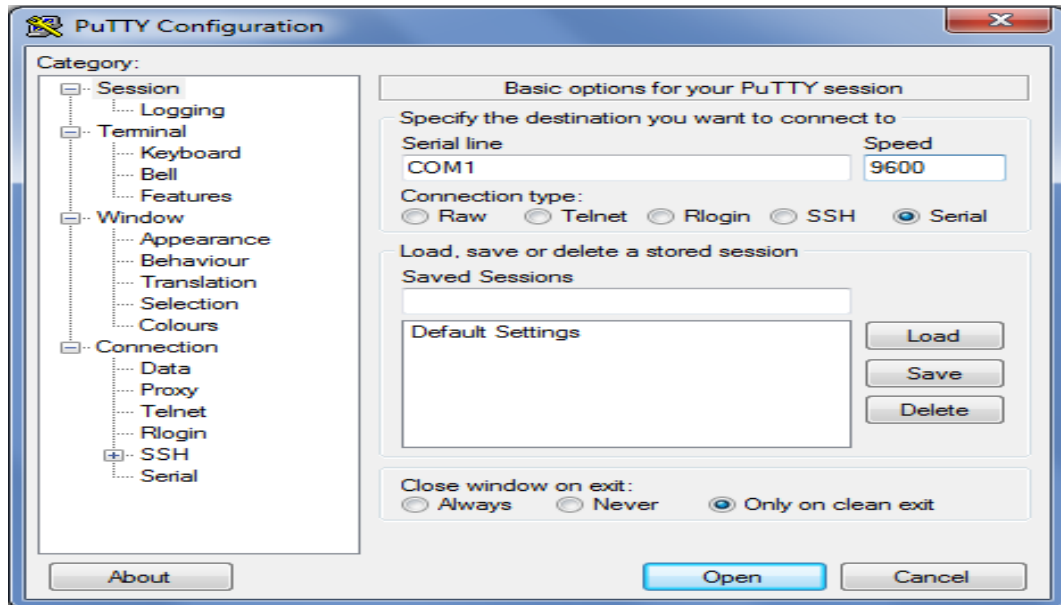 PuTTY Configuration
Category:
Session
Logging
Terminal
Keyboard
Bell
Features
Window
Appearance
Behaviour
Translation
Selection
Colours
Connection
Data
Proxy
Telnet
Rlogin
SSH
Serial
Basic options for your PuTTY session
Specify the destination you want to connect to
Serial line Speed
COM1 9600
Connection type:
Raw Telnet Rlogin SSH Serial
Load, save or delete a stored session
Saved Sessions
Default Settings
Load
Save
Delete
Close window on exit:
Always Never Only on clean exit
About Open Cancel